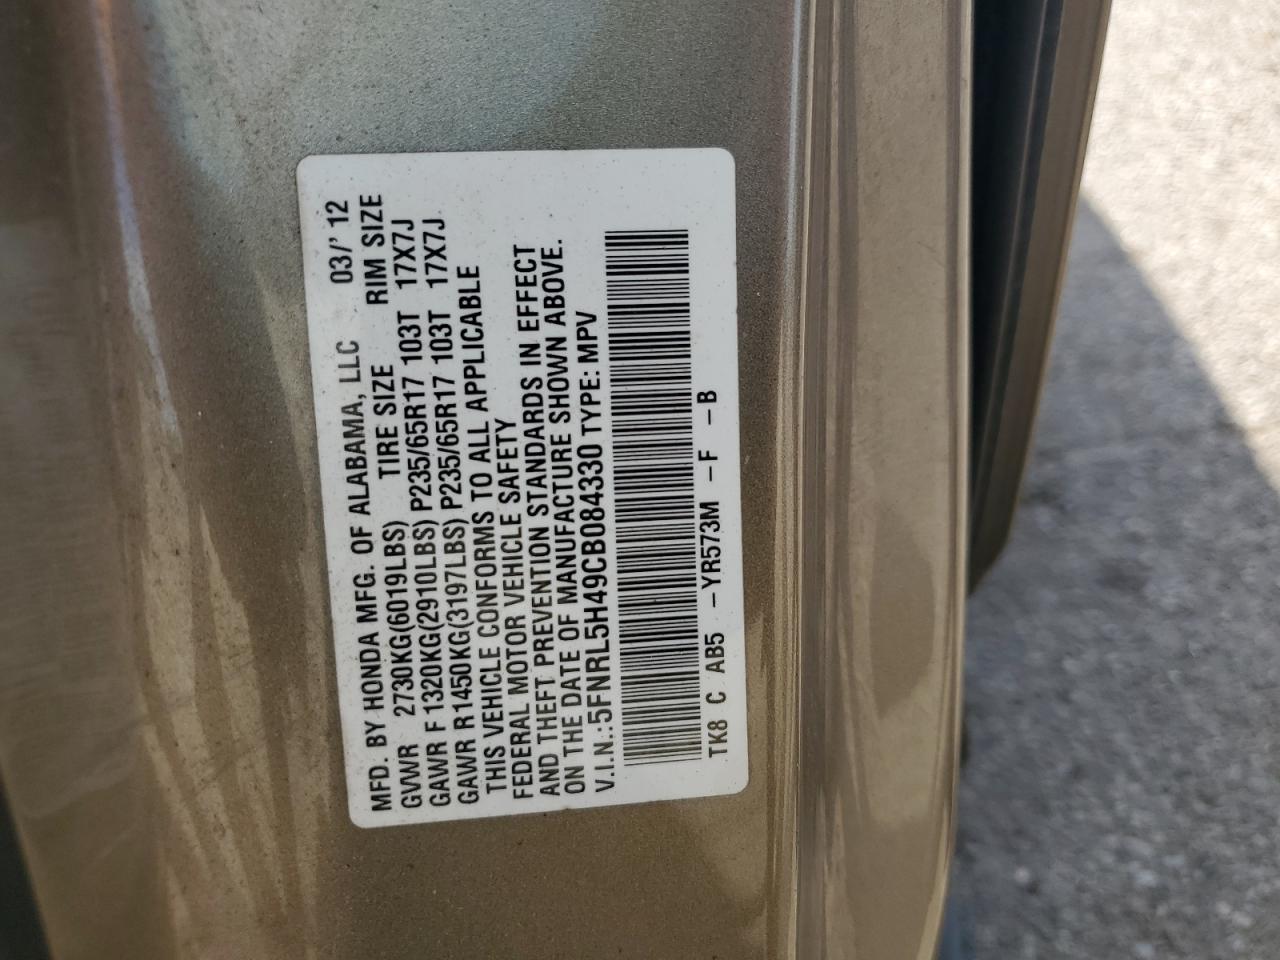 MFD. BY HONDA MFG. OF ALABAMA, LLC 03/' 12
GVWR 2730KG(6019LBS) TIRE SIZE RIM SIZE
GAWR F 1320KG(2910LBS) P235/65R17 103T 17X7J
GAWR R1450KG(3197LBS) P235/65R17 103T 17X7J
THIS VEHICLE CONFORMS TO ALL APPLICABLE
FEDERAL MOTOR VEHICLE SAFETY
AND THEFT PREVENTION STANDARDS IN EFFECT
ON THE DATE OF MANUFACTURE SHOWN ABOVE.
V.I.N.:5FNRL5H49CB084330 TYPE: MPV
TK8 C AB5 -YR573M -F -B